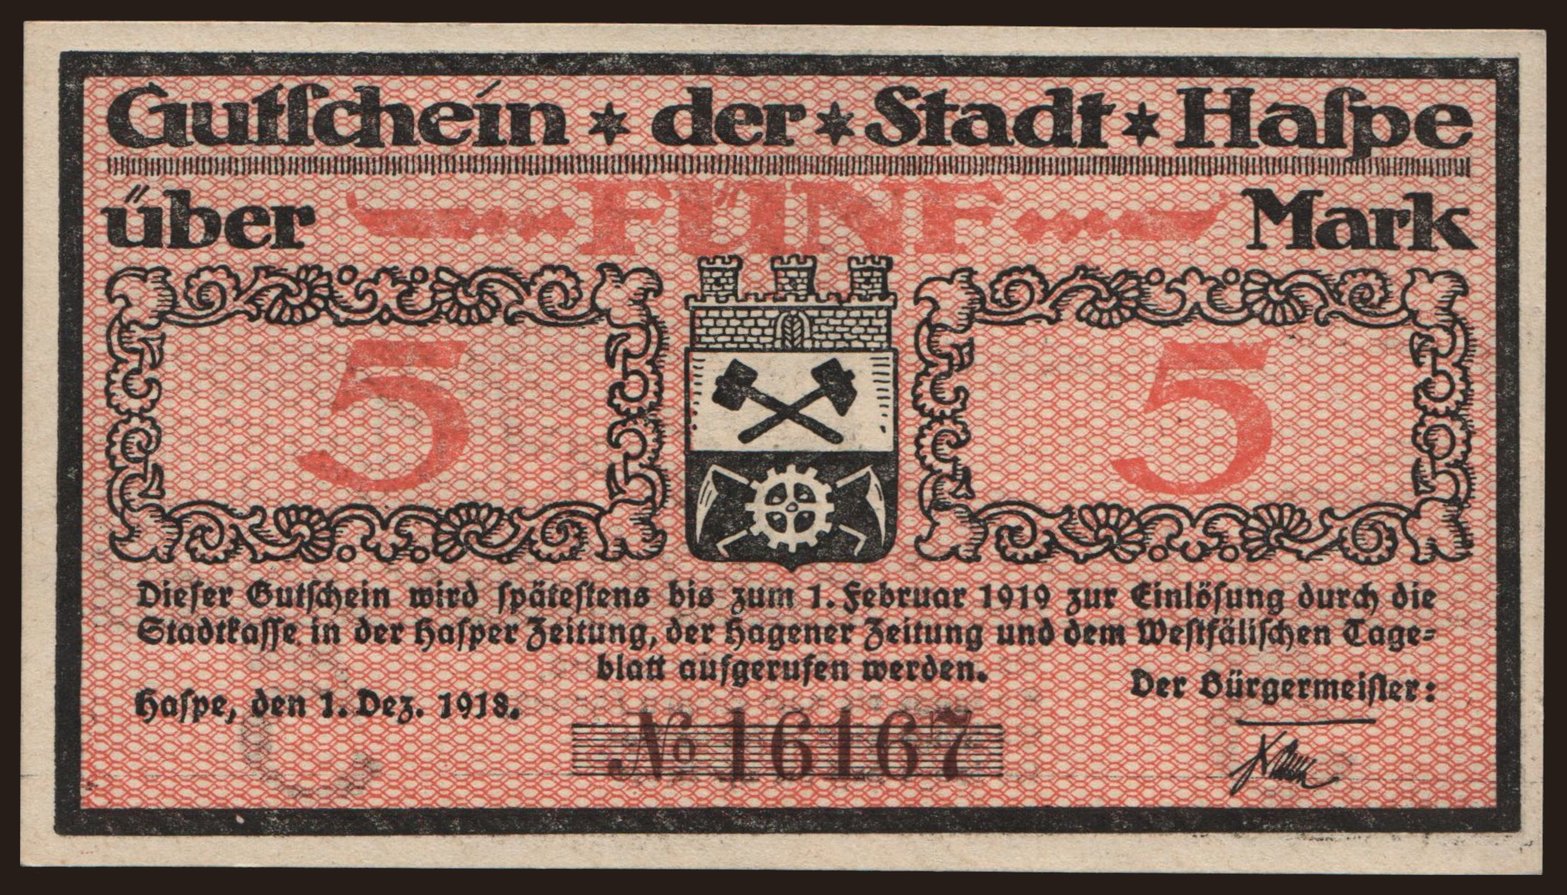 Gutſchein * der * Stadt * Haſpe
über FÜNF Mark
5 5
Dieſer Gutſchein wird ſpäteſtens bis zum 1. Februar 1919 zur Einlöſung durch die
Stadtkaſſe in der Haſper Zeitung, der Hagener Zeitung und dem Weſtfäliſchen Tage=
blatt aufgerufen werden.
Haſpe, den 1. Dez. 1918.
Der Bürgermeiſter:
No 16167